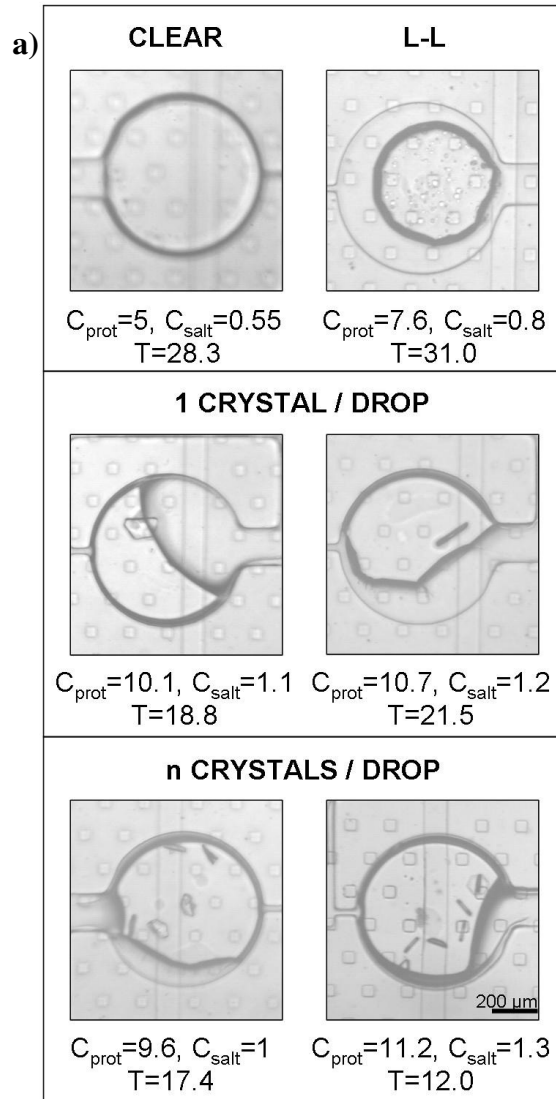 a)
CLEAR
L-L
C_prot=5, C_salt=0.55
T=28.3
C_prot=7.6, C_salt=0.8
T=31.0
1 CRYSTAL / DROP
C_prot=10.1, C_salt=1.1
T=18.8
C_prot=10.7, C_salt=1.2
T=21.5
n CRYSTALS / DROP
200 µm
C_prot=9.6, C_salt=1
T=17.4
C_prot=11.2, C_salt=1.3
T=12.0